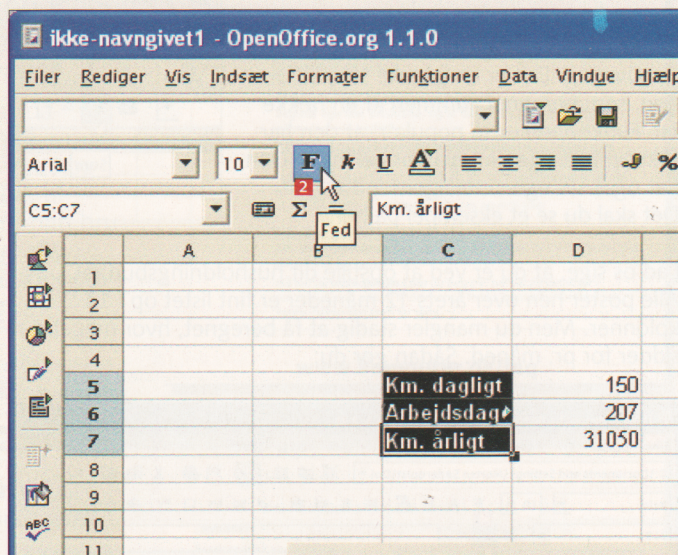 ikke-navngivet1 - OpenOffice.org 1.1.0
Filer Rediger Vis Indsæt Formater Funktioner Data Vindue Hjælp
Arial 10 F k U A %
2
C5:C7 Σ = Km. årligt
Fed
A B C D
1
2
3
4
5 Km. dagligt 150
6 Arbejdsdag 207
7 Km. årligt 31050
8
9
ABC 10
11